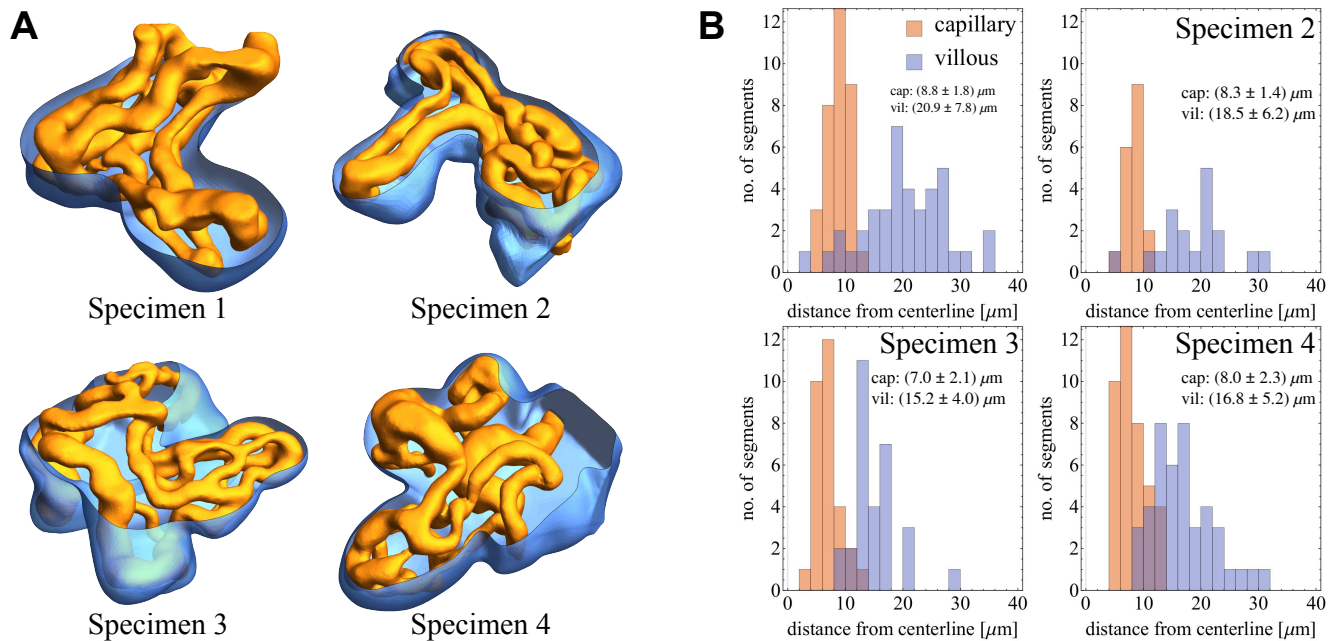 A
Specimen 1
Specimen 2
Specimen 3
Specimen 4
B
capillary
villous
cap: (8.8 ± 1.8) μm
vil: (20.9 ± 7.8) μm
no. of segments
0
2
4
6
8
10
12
0 10 20 30 40
distance from centerline [μm]
Specimen 2
cap: (8.3 ± 1.4) μm
vil: (18.5 ± 6.2) μm
no. of segments
0
2
4
6
8
10
12
0 10 20 30 40
distance from centerline [μm]
Specimen 3
cap: (7.0 ± 2.1) μm
vil: (15.2 ± 4.0) μm
no. of segments
0
2
4
6
8
10
12
0 10 20 30 40
distance from centerline [μm]
Specimen 4
cap: (8.0 ± 2.3) μm
vil: (16.8 ± 5.2) μm
no. of segments
0
2
4
6
8
10
12
0 10 20 30 40
distance from centerline [μm]